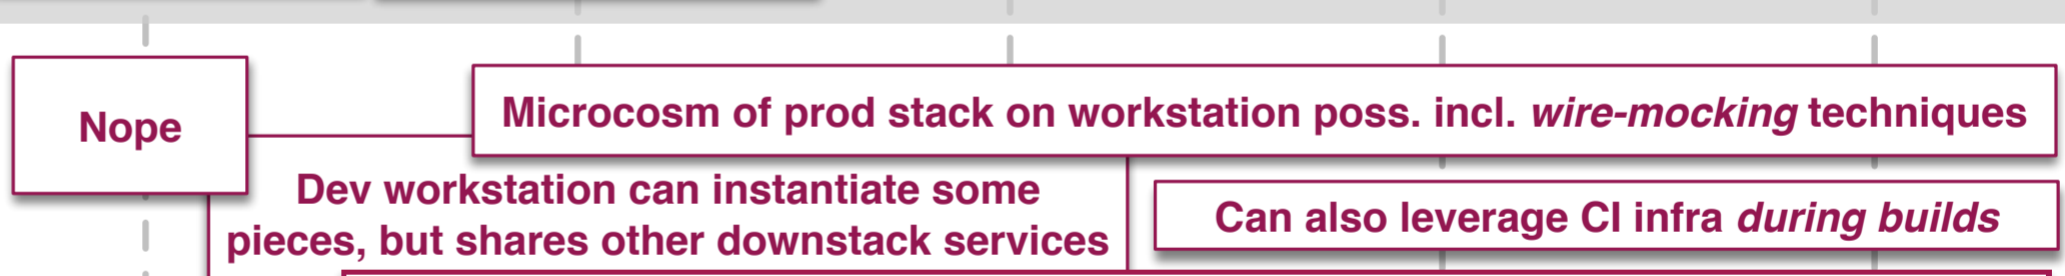 Nope
Microcosm of prod stack on workstation poss. incl. wire-mocking techniques
Dev workstation can instantiate some
pieces, but shares other downstack services
Can also leverage CI infra during builds